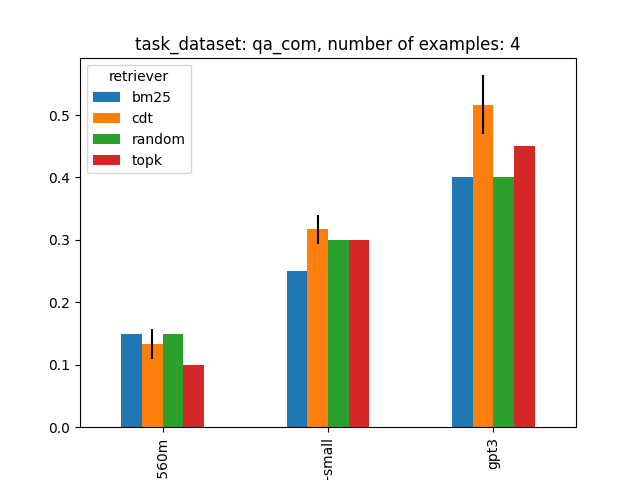 task_dataset: qa_com, number of examples: 4
retriever
bm25
cdt
random
topk
0.5
0.4
0.3
0.2
0.1
0.0
560m
-small
gpt3